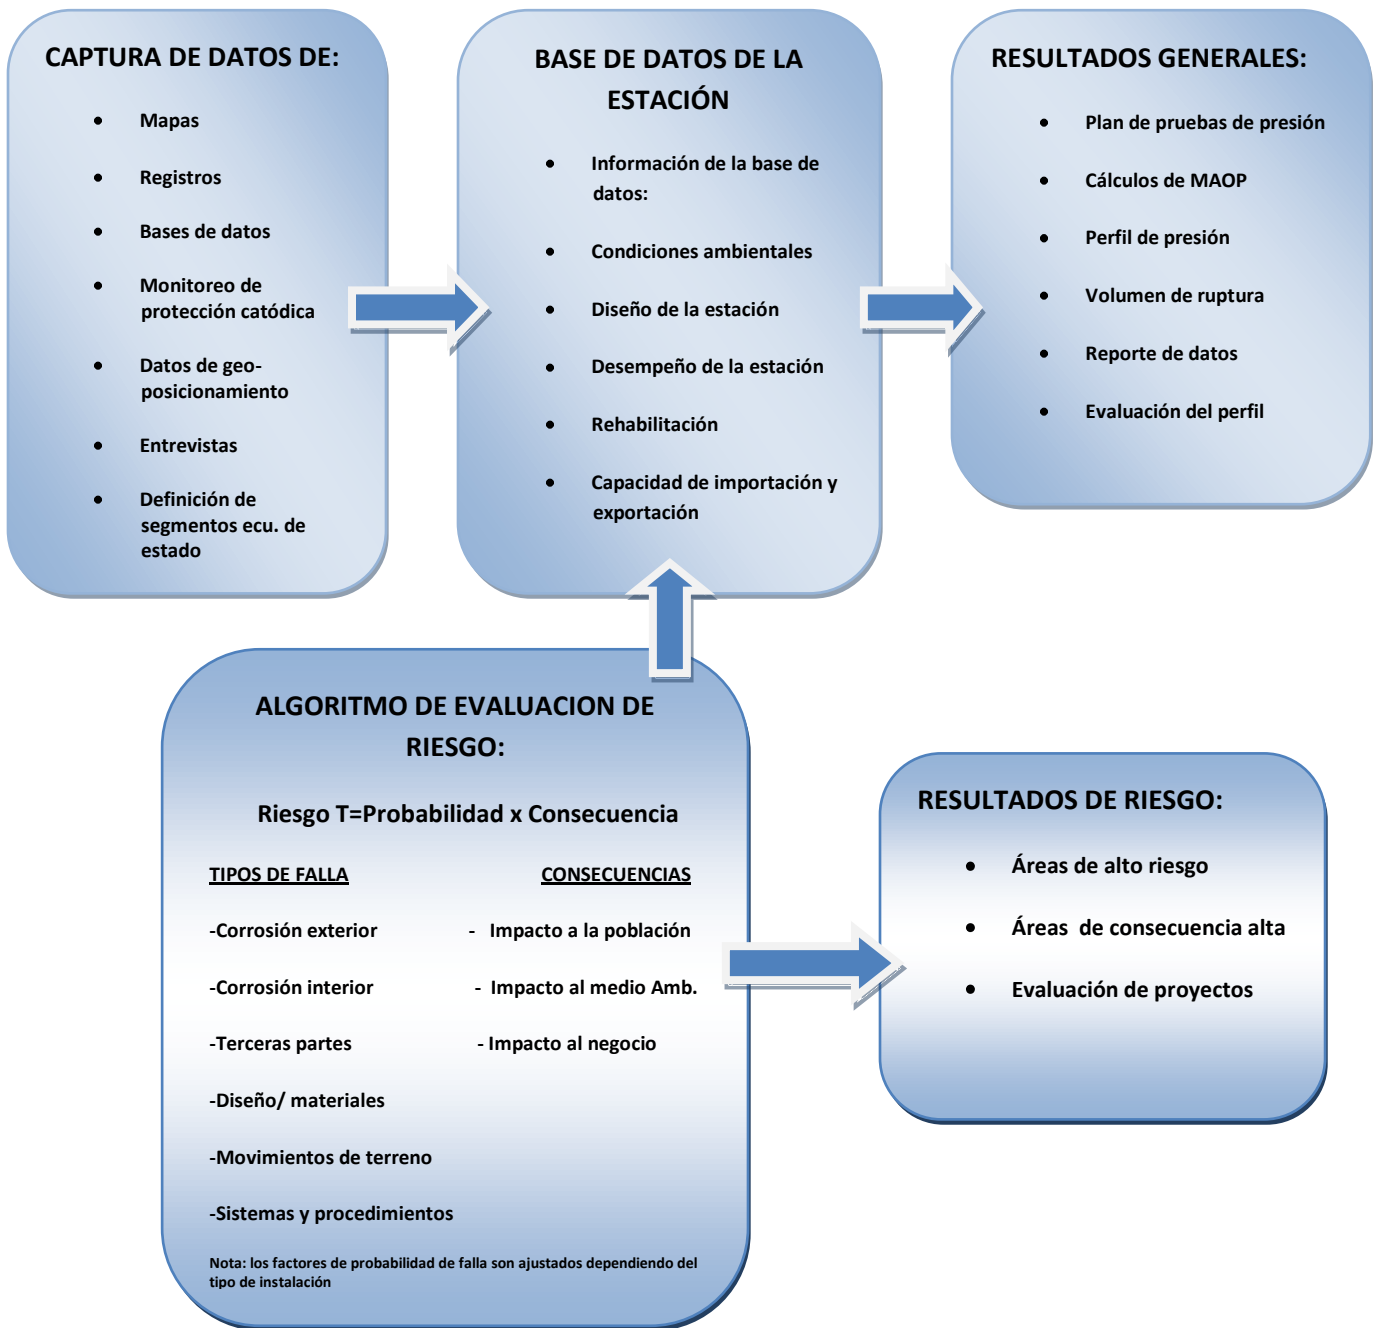 CAPTURA DE DATOS DE:
• Mapas
• Registros
• Bases de datos
• Monitoreo de
protección catódica
• Datos de geo-
posicionamiento
• Entrevistas
• Definición de
segmentos ecu. de
estado
BASE DE DATOS DE LA
ESTACIÓN
• Información de la base de
datos:
• Condiciones ambientales
• Diseño de la estación
• Desempeño de la estación
• Rehabilitación
• Capacidad de importación y
exportación
RESULTADOS GENERALES:
• Plan de pruebas de presión
• Cálculos de MAOP
• Perfil de presión
• Volumen de ruptura
• Reporte de datos
• Evaluación del perfil
ALGORITMO DE EVALUACION DE
RIESGO:
Riesgo T=Probabilidad x Consecuencia
TIPOS DE FALLA CONSECUENCIAS
-Corrosión exterior - Impacto a la población
-Corrosión interior - Impacto al medio Amb.
-Terceras partes - Impacto al negocio
-Diseño/ materiales
-Movimientos de terreno
-Sistemas y procedimientos
Nota: los factores de probabilidad de falla son ajustados dependiendo del
tipo de instalación
RESULTADOS DE RIESGO:
• Áreas de alto riesgo
• Áreas de consecuencia alta
• Evaluación de proyectos